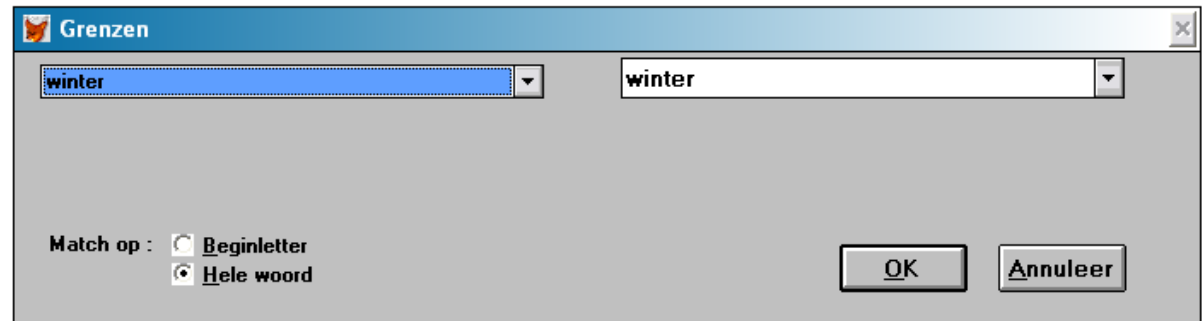 Grenzen
winter winter
Match op : Beginletter
Hele woord
OK Annuleer